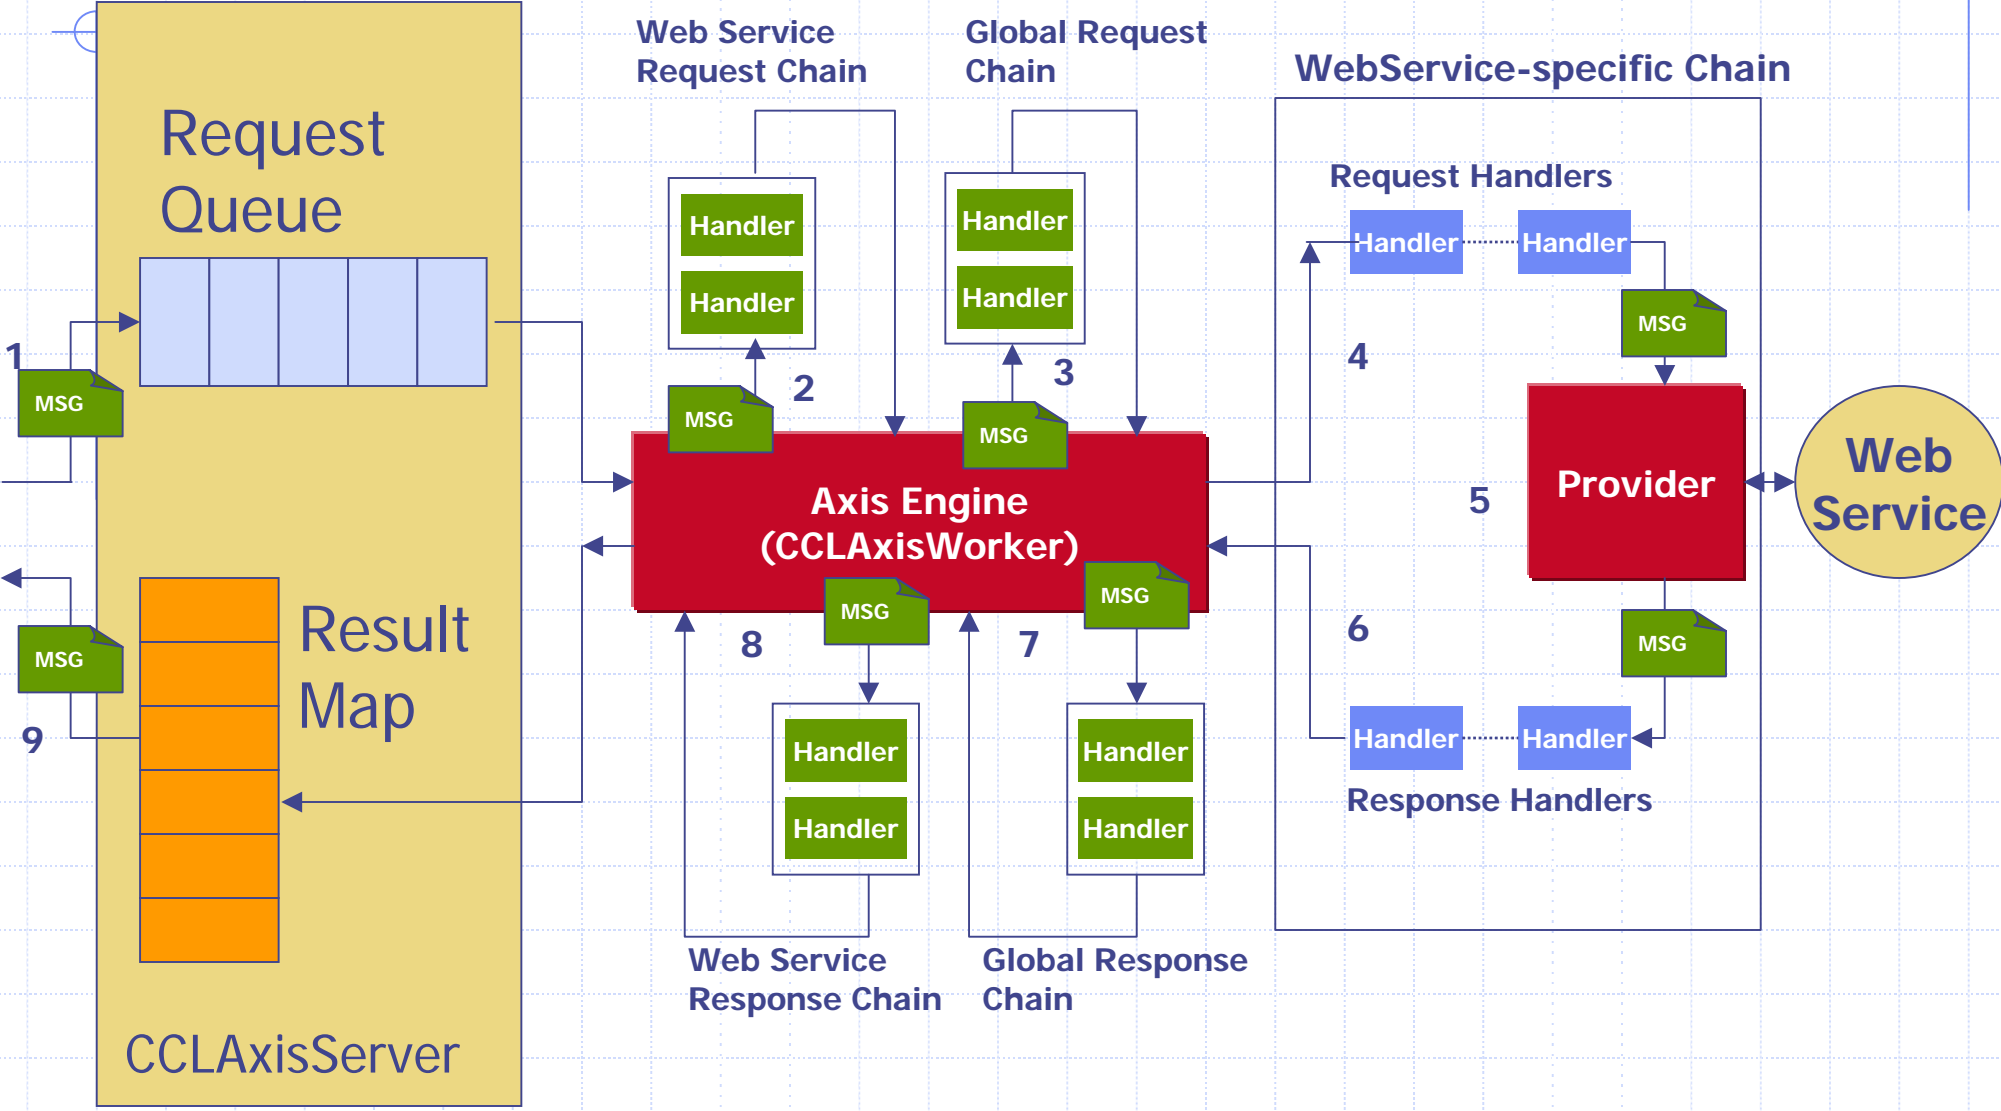 Web Service
Request Chain
Global Request
Chain
WebService-specific Chain
Request
Queue
Request Handlers
Handler
Handler
Handler
Handler
Handler
Handler
MSG
1
MSG
2
MSG
3
MSG
4
Axis Engine
(CCLAxisWorker)
5
Provider
Web
Service
Result
Map
MSG
9
8
MSG
7
MSG
6
MSG
Handler
Handler
Handler
Handler
Handler
Handler
Response Handlers
Web Service
Response Chain
Global Response
Chain
CCLAxisServer